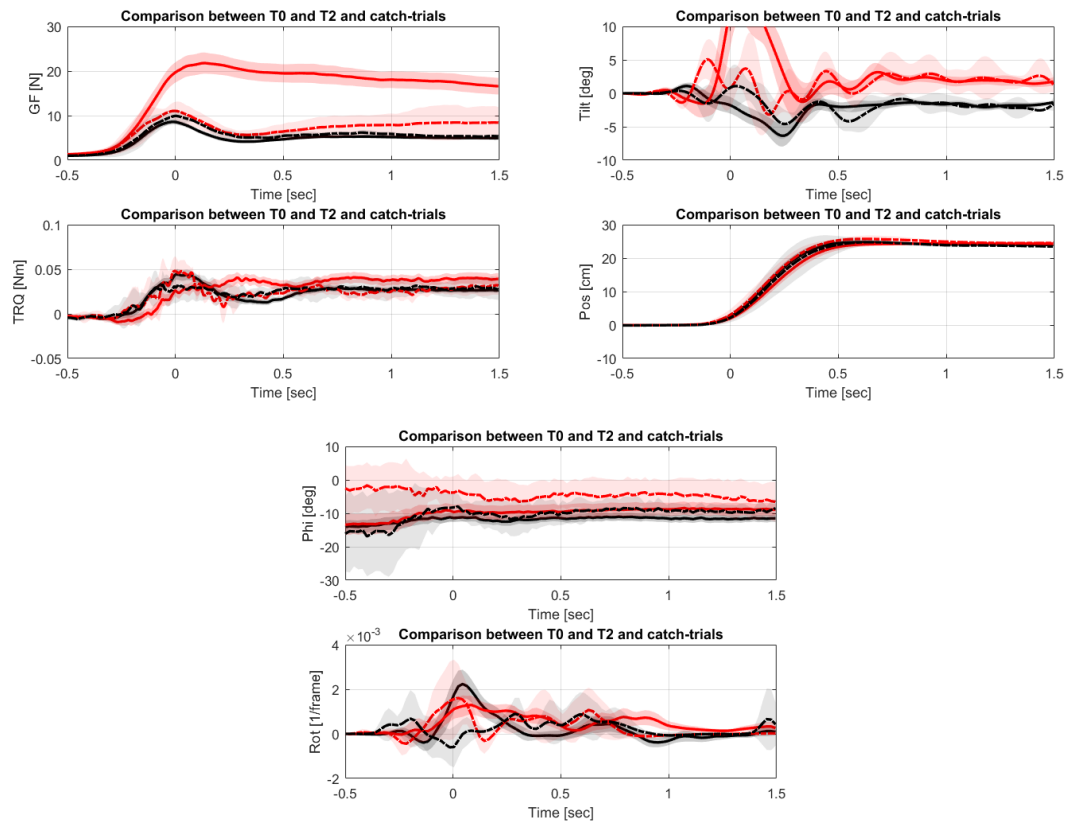 Comparison between T0 and T2 and catch-trials
GF [N]
30
20
10
0
-0.5 0 0.5 1 1.5
Time [sec]
Comparison between T0 and T2 and catch-trials
Tilt [deg]
10
5
0
-5
-10
-0.5 0 0.5 1 1.5
Time [sec]
Comparison between T0 and T2 and catch-trials
TRQ [Nm]
0.1
0.05
0
-0.05
-0.5 0 0.5 1 1.5
Time [sec]
Comparison between T0 and T2 and catch-trials
Pos [cm]
30
20
10
0
-10
-0.5 0 0.5 1 1.5
Time [sec]
Comparison between T0 and T2 and catch-trials
Phi [deg]
10
0
-10
-20
-30
-0.5 0 0.5 1 1.5
Time [sec]
×10-3 Comparison between T0 and T2 and catch-trials
Rot [1/frame]
4
2
0
-2
-0.5 0 0.5 1 1.5
Time [sec]